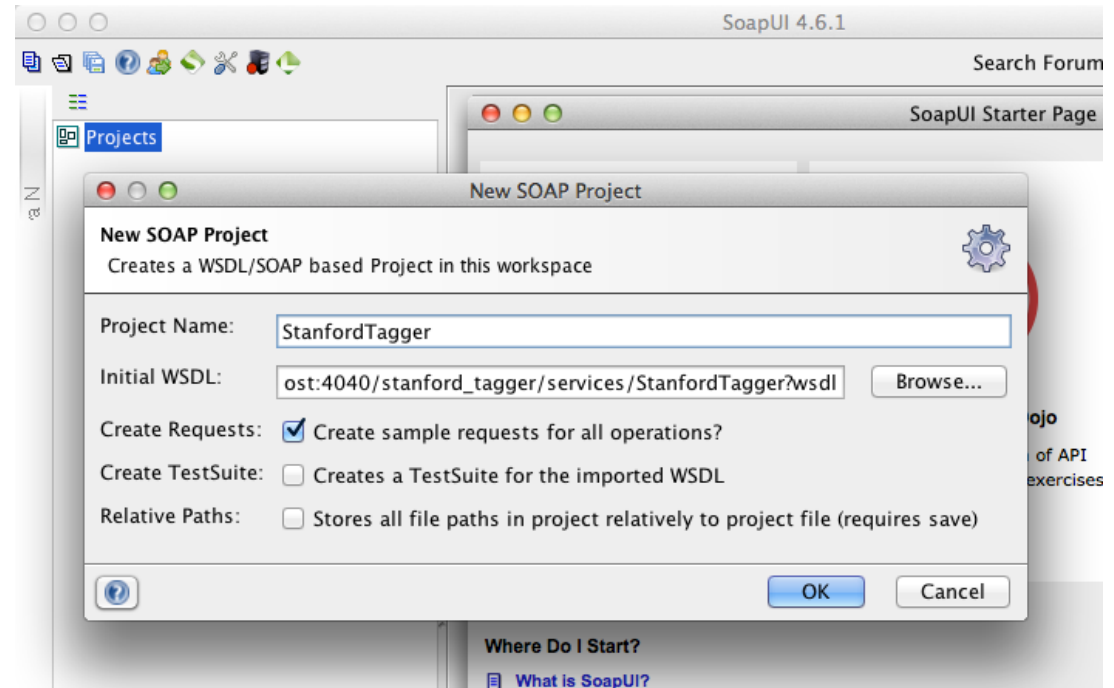 SoapUI 4.6.1
Search Forum
Projects
SoapUI Starter Page
Na
New SOAP Project
New SOAP Project
Creates a WSDL/SOAP based Project in this workspace
Project Name: StanfordTagger
Initial WSDL: ost:4040/stanford_tagger/services/StanfordTagger?wsdl Browse...
Create Requests: Create sample requests for all operations?
ojo
Create TestSuite: Creates a TestSuite for the imported WSDL
of API
exercises
Relative Paths: Stores all file paths in project relatively to project file (requires save)
OK Cancel
Where Do I Start?
What is SoapUI?